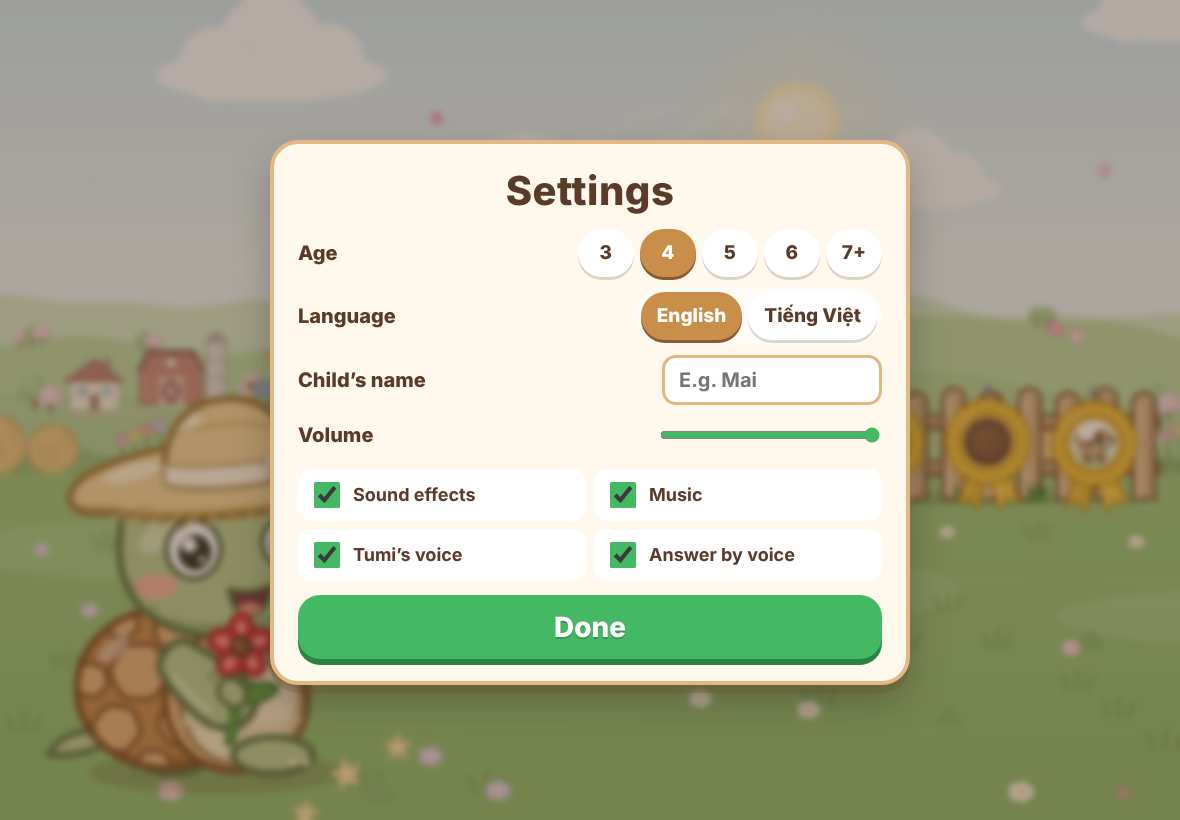 Settings
Age 3 4 5 6 7+
Language English Tiếng Việt
Child’s name E.g. Mai
Volume
Sound effects Music
Tumi’s voice Answer by voice
Done